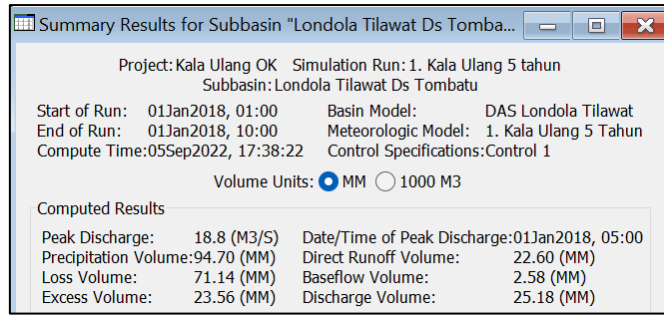 Summary Results for Subbasin "Londola Tilawat Ds Tomba...
Project: Kala Ulang OK Simulation Run: 1. Kala Ulang 5 tahun
Subbasin: Londola Tilawat Ds Tombatu
Start of Run: 01Jan2018, 01:00 Basin Model: DAS Londola Tilawat
End of Run: 01Jan2018, 10:00 Meteorologic Model: 1. Kala Ulang 5 Tahun
Compute Time:05Sep2022, 17:38:22 Control Specifications:Control 1
Volume Units: MM 1000 M3
Computed Results
Peak Discharge: 18.8 (M3/S) Date/Time of Peak Discharge:01Jan2018, 05:00
Precipitation Volume:94.70 (MM) Direct Runoff Volume: 22.60 (MM)
Loss Volume: 71.14 (MM) Baseflow Volume: 2.58 (MM)
Excess Volume: 23.56 (MM) Discharge Volume: 25.18 (MM)